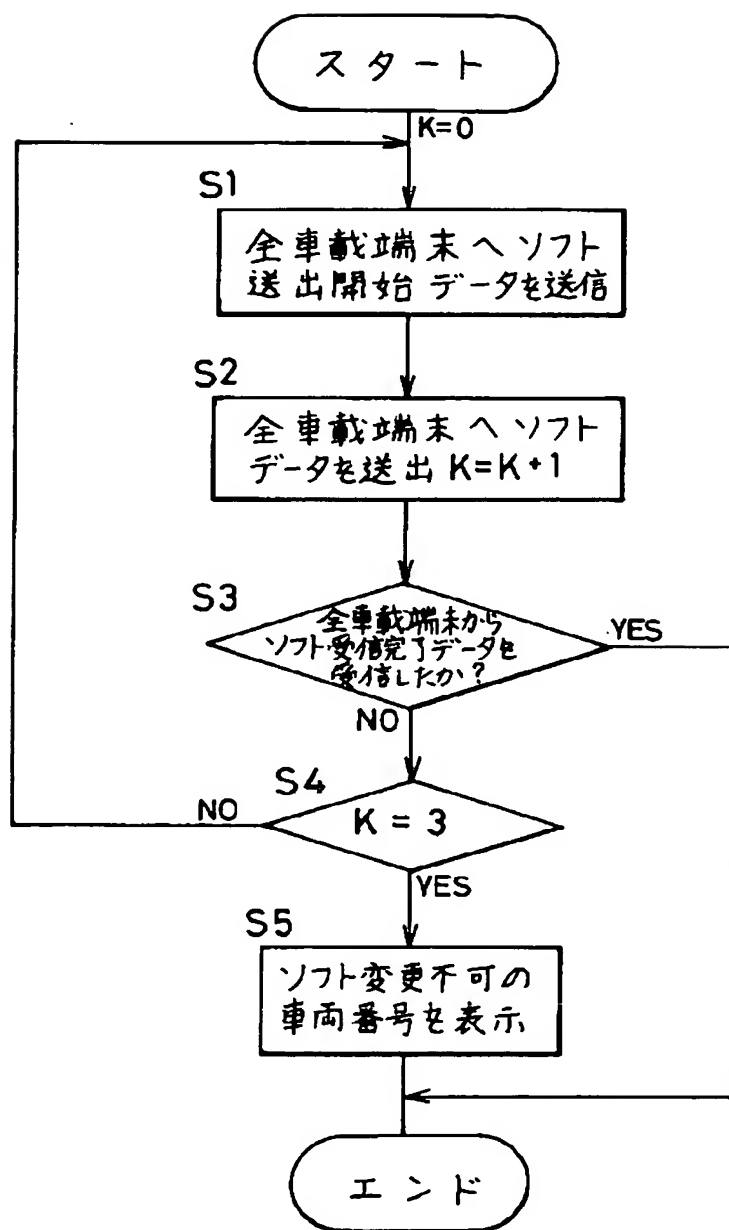 スタート
K=0
S1
全車載端末へソフト
送出開始データを送信
S2
全車載端末へソフト
データを送出 K=K+1
S3
全車載端末から
ソフト受信完了データを
受信したか?
YES
NO
S4
K = 3
NO
YES
S5
ソフト変更不可の
車両番号を表示
エンド